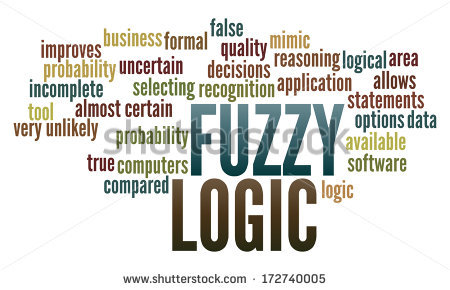 false
business formal quality mimic
improves decisions reasoning logical area
probability uncertain
incomplete selecting recognition application allows
tool almost certain statements
very unlikely probability FUZZY options data
available
true computers software
compared LOGIC logic
shutterstock
www.shutterstock.com · 172740005